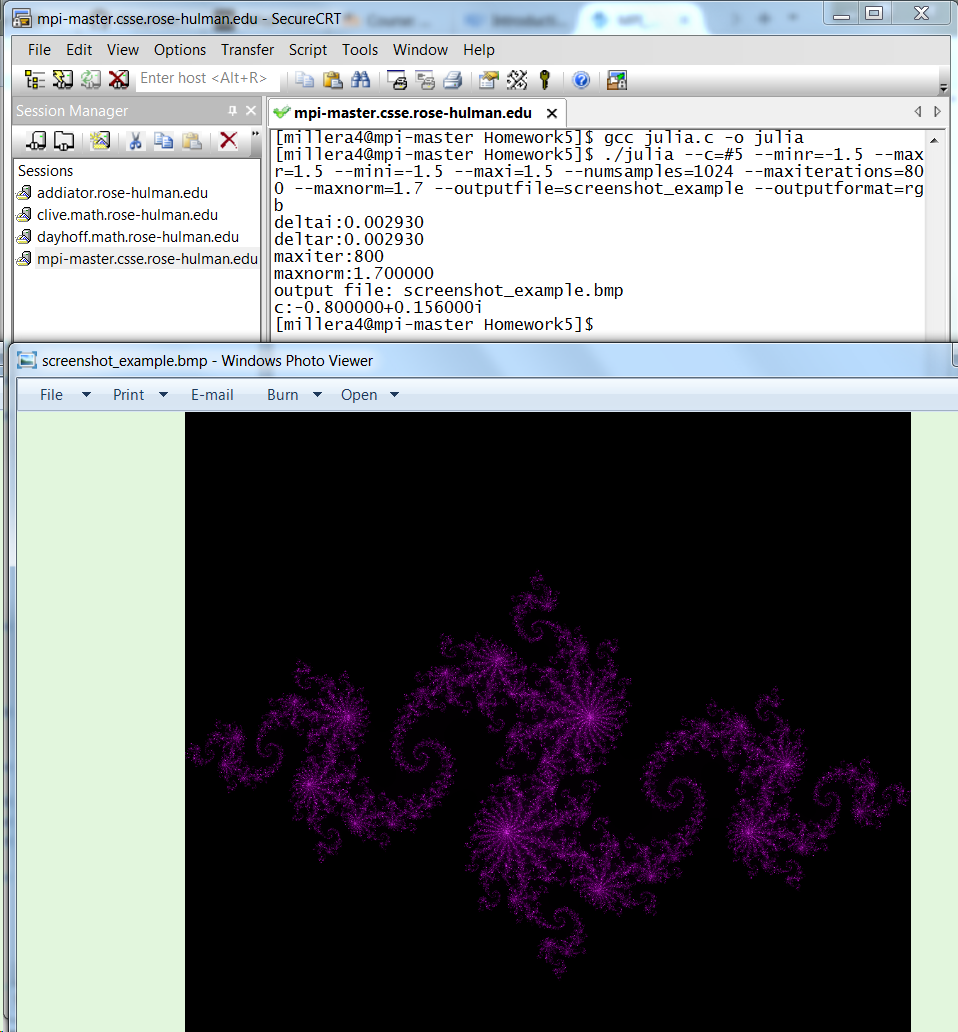 mpi-master.csse.rose-hulman.edu - SecureCRT
File Edit View Options Transfer Script Tools Window Help
Enter host <Alt+R>
Session Manager
mpi-master.csse.rose-hulman.edu
Sessions
addiator.rose-hulman.edu
clive.math.rose-hulman.edu
dayhoff.math.rose-hulman.edu
mpi-master.csse.rose-hulman.edu
[millera4@mpi-master Homework5]$ gcc julia.c -o julia
[millera4@mpi-master Homework5]$ ./julia --c=#5 --minr=-1.5 --max
r=1.5 --mini=-1.5 --maxi=1.5 --numsamples=1024 --maxiterations=80
0 --maxnorm=1.7 --outputfile=screenshot_example --outputformat=rg
b
deltai:0.002930
deltar:0.002930
maxiter:800
maxnorm:1.700000
output file: screenshot_example.bmp
c:-0.800000+0.156000i
[millera4@mpi-master Homework5]$
screenshot_example.bmp - Windows Photo Viewer
File Print E-mail Burn Open